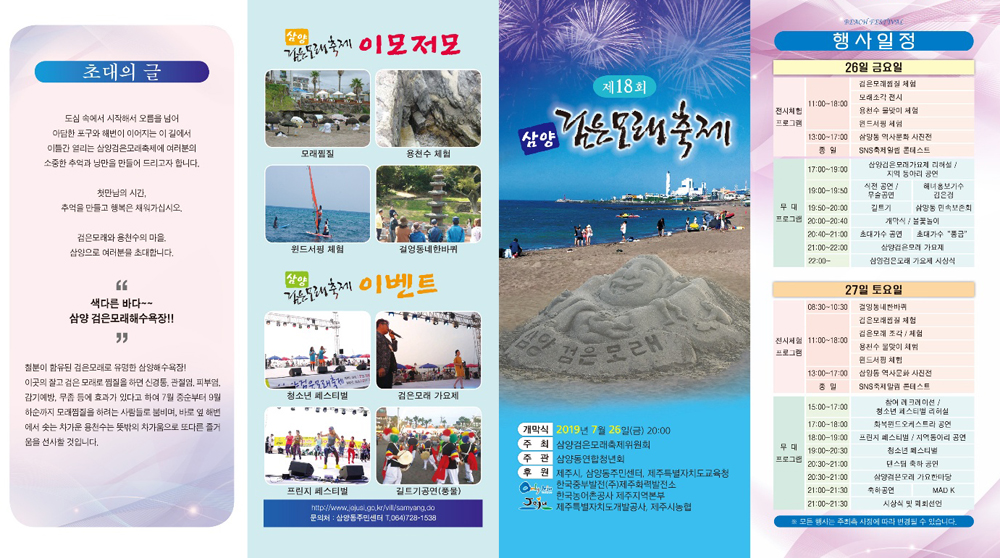 초대의 글
도심 속에서 시작해서 오름을 넘어
아담한 포구와 해변이 이어지는 이 길에서
이틀간 열리는 삼양검은모래축제에 여러분의
소중한 추억과 낭만을 만들어 드리고자 합니다.
첫만남의 시간,
추억을 만들고 행복은 채워가십시오.
검은모래와 용천수의 마을,
삼양으로 여러분을 초대합니다.
“
색다른 바다~~
삼양 검은모래해수욕장!!
”
철분이 함유된 검은모래로 유명한 삼양해수욕장!
이곳의 잘고 검은 모래로 찜질을 하면 신경통, 관절염, 피부염,
감기예방, 무좀 등에 효과가 있다고 하여 7월 중순부터 9월
하순까지 모래찜질을 하려는 사람들로 붐비며, 바로 옆 해변
에서 솟는 차가운 용천수는 뜻밖의 차가움으로 또다른 즐거
움을 선사할 것입니다.
삼양
검은모래축제 이모저모
모래찜질
용천수 체험
윈드서핑 체험
걸엉동네한바퀴
삼양
검은모래축제 이벤트
청소년 페스티벌
검은모래 가요제
프린지 페스티벌
길트기공연(풍물)
http://www.jejusi.go.kr/vill/samyang.do
문의처 : 삼양동주민센터 T.064)728-1538
제18회
삼양 검은모래축제
삼양 검은모래
개막식 2019년 7월 26일(금) 20:00
주 최 삼양검은모래축제위원회
주 관 삼양동연합청년회
후 원 제주시, 삼양동주민센터, 제주특별자치도교육청
한국중부발전(주)제주화력발전소
한국농어촌공사 제주지역본부
제주특별자치도개발공사, 제주시농협
Jeju
BEACH FESTIVAL
행사일정
26일 금요일
전시체험
프로그램
11:00~18:00
검은모래찜질 체험
모래조각 전시
용천수 물맞이 체험
윈드서핑 체험
13:00~17:00 삼양동 역사문화 사진전
종 일 SNS축제알림 콘테스트
무 대
프로그램
17:00~19:00 삼양검은모래가요제 리허설 /
지역 동아리 공연
19:00~19:50 식전 공연 /
무술공연
해녀홍보가수
김은경
19:50~20:00 길트기 삼양동 민속보존회
20:00~20:40 개막식 / 불꽃놀이
20:40~21:00 초대가수 공연 초대가수 "풍금"
21:00~22:00 삼양검은모래 가요제
22:00~ 삼양검은모래 가요제 시상식
27일 토요일
08:30~10:30 걸엉동네한바퀴
전시체험
프로그램
11:00~18:00
검은모래찜질 체험
검은모래 조각 / 체험
용천수 물맞이 체험
윈드서핑 체험
13:00~17:00 삼양동 역사문화 사진전
종 일 SNS축제알림 콘테스트
무 대
프로그램
15:00~17:00 참여 레크레이션 /
청소년 페스티벌 리허설
17:00~18:00 화북윈드오케스트라 공연
18:00~19:00 프린지 페스티벌 / 지역동아리 공연
19:00~20:30 청소년 페스티벌
20:30~21:00 댄스팀 축하 공연
20:30~21:00 삼양검은모래 가요한마당
21:00~21:30 축하공연 MAD K
21:00~21:30 시상식 및 폐회선언
※ 모든 행사는 주최측 사정에 따라 변경될 수 있습니다.